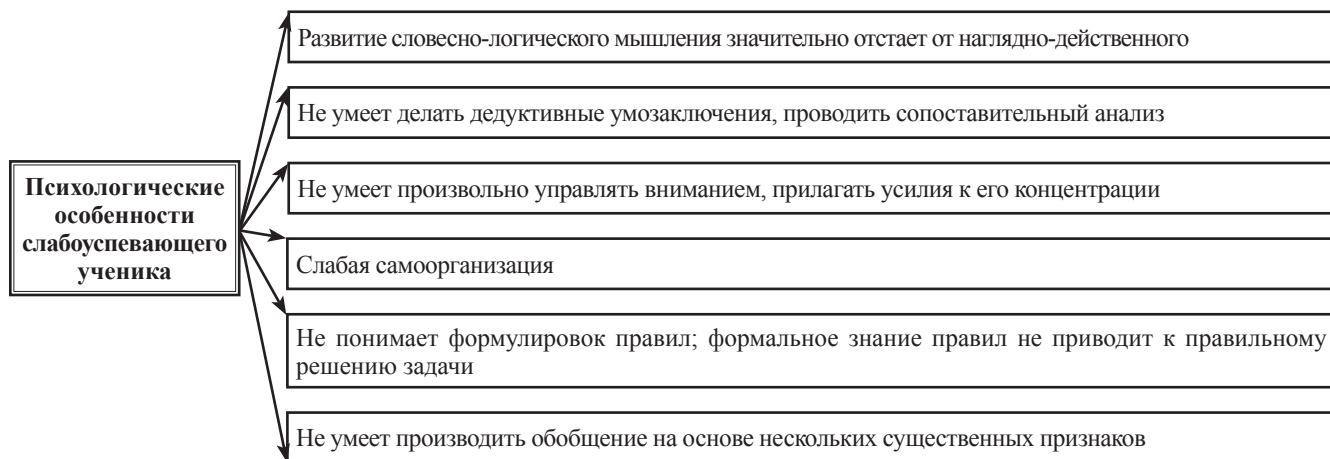 Развитие словесно-логического мышления значительно отстает от наглядно-действенного
Не умеет делать дедуктивные умозаключения, проводить сопоставительный анализ
Психологические
особенности
слабоуспевающего
ученика
Не умеет произвольно управлять вниманием, прилагать усилия к его концентрации
Слабая самоорганизация
Не понимает формулировок правил; формальное знание правил не приводит к правильному
решению задачи
Не умеет производить обобщение на основе нескольких существенных признаков